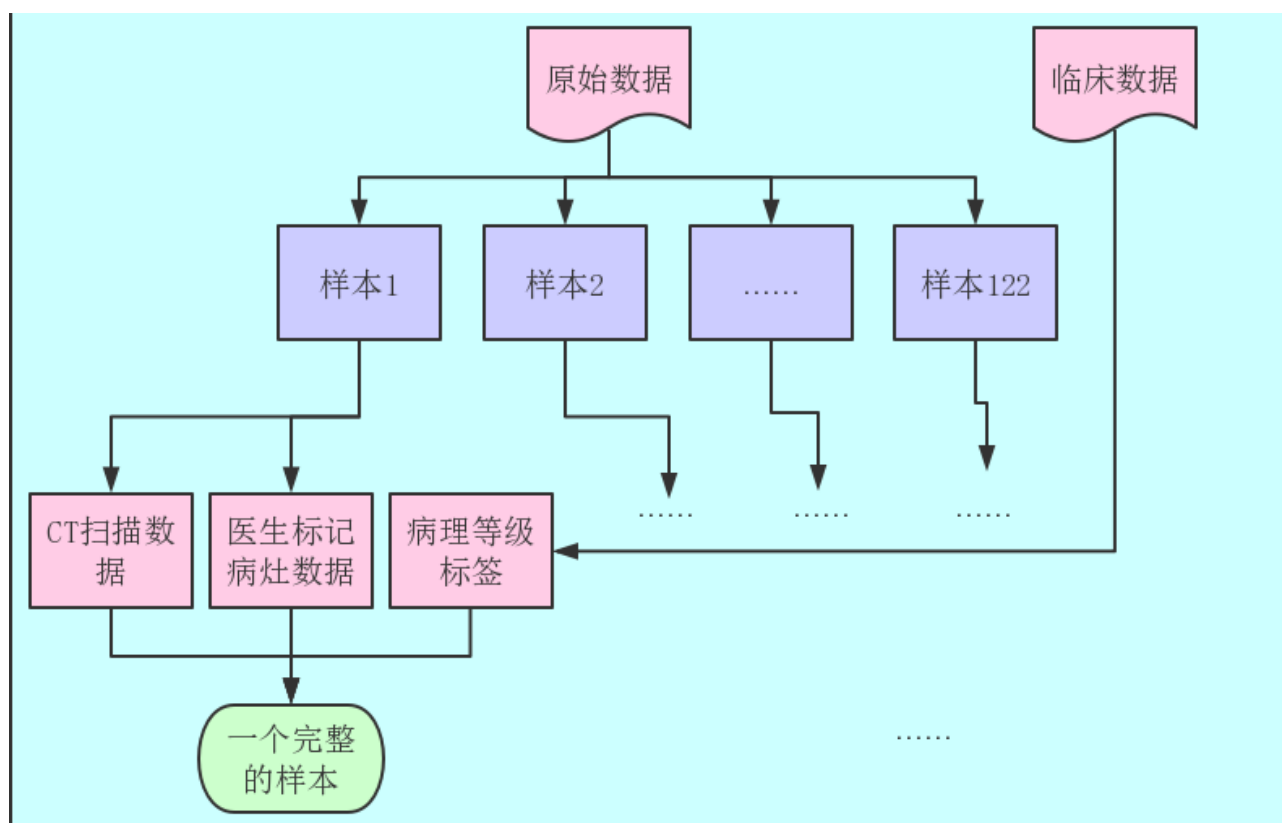 原始数据
临床数据
样本1
样本2
……
样本122
CT扫描数
据
医生标记
病灶数据
病理等级
标签
……
……
……
一个完整
的样本
……